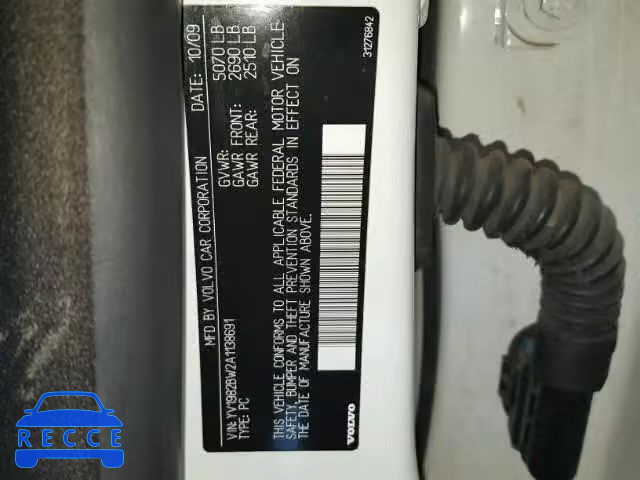 MFD BY VOLVO CAR CORPORATION DATE: 10/09
GVWR: 5070 LB
GAWR FRONT: 2690 LB
GAWR REAR: 2510 LB
VIN: YV1982BW2A1138691
TYPE: PC
THIS VEHICLE CONFORMS TO ALL APPLICABLE FEDERAL MOTOR VEHICLE
SAFETY, BUMPER AND THEFT PREVENTION STANDARDS IN EFFECT ON
THE DATE OF MANUFACTURE SHOWN ABOVE.
VOLVO
31276842
RECCE